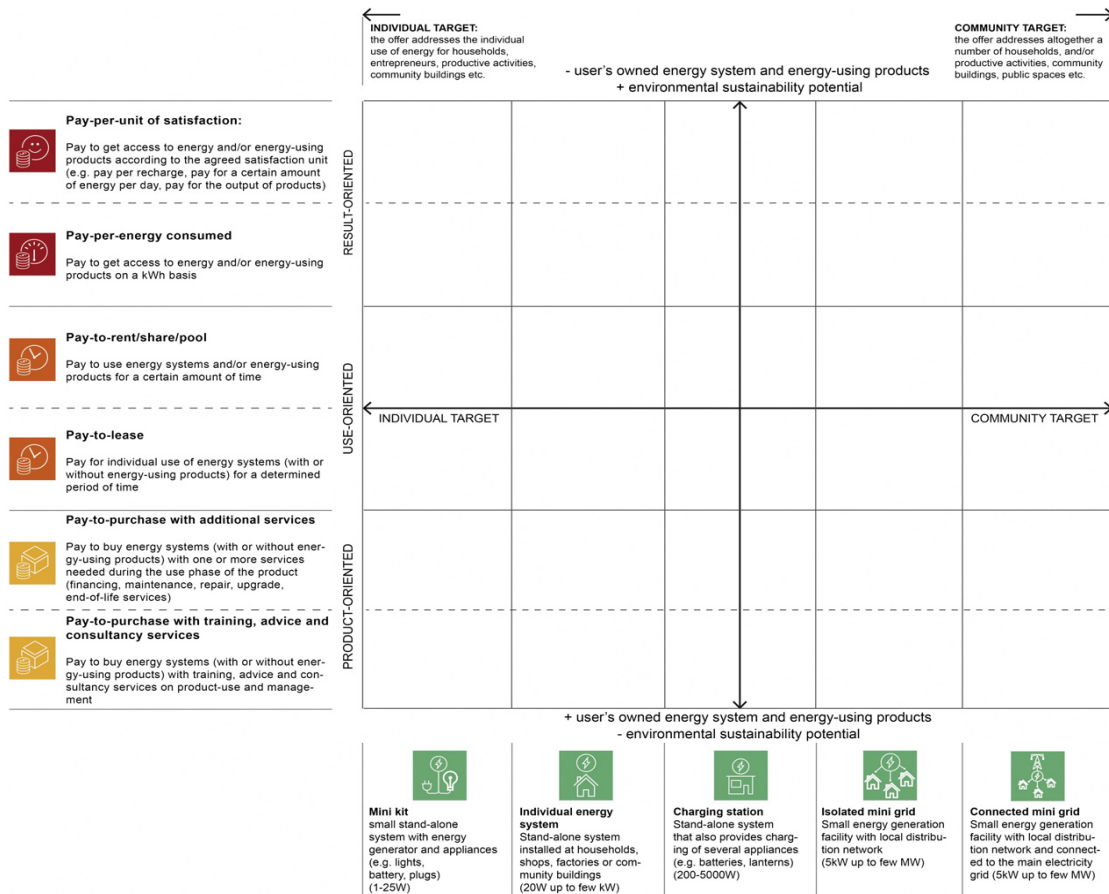 INDIVIDUAL TARGET:
the offer addresses the individual
use of energy for households,
entrepreneurs, productive activities,
community buildings etc.
COMMUNITY TARGET:
the offer addresses altogether a
number of households, and/or
productive activities, community
buildings, public spaces etc.
- user's owned energy system and energy-using products
+ environmental sustainability potential
Pay-per-unit of satisfaction:
Pay to get access to energy and/or energy-using
products according to the agreed satisfaction unit
(e.g. pay per recharge, pay for a certain amount
of energy per day, pay for the output of products)
Pay-per-energy consumed
Pay to get access to energy and/or energy-using
products on a kWh basis
RESULT-ORIENTED
Pay-to-rent/share/pool
Pay to use energy systems and/or energy-using
products for a certain amount of time
Pay-to-lease
Pay for individual use of energy systems (with or
without energy-using products) for a determined
period of time
USE-ORIENTED
INDIVIDUAL TARGET
COMMUNITY TARGET
Pay-to-purchase with additional services
Pay to buy energy systems (with or without ener-
gy-using products) with one or more services
needed during the use phase of the product
(financing, maintenance, repair, upgrade,
end-of-life services)
Pay-to-purchase with training, advice and
consultancy services
Pay to buy energy systems (with or without ener-
gy-using products) with training, advice and con-
sultancy services on product-use and manage-
ment
PRODUCT-ORIENTED
+ user's owned energy system and energy-using products
- environmental sustainability potential
Mini kit
small stand-alone
system with energy
generator and appliances
(e.g. lights,
battery, plugs)
(1-25W)
Individual energy
system
Stand-alone system
installed at households,
shops, factories or com-
munity buildings
(20W up to few kW)
Charging station
Stand-alone system
that also provides charg-
ing of several appliances
(e.g. batteries, lanterns)
(200-5000W)
Isolated mini grid
Small energy generation
facility with local distribu-
tion network
(5kW up to few MW)
Connected mini grid
Small energy generation
facility with local distribu-
tion network and connect-
ed to the main electricity
grid (5kW up to few MW)